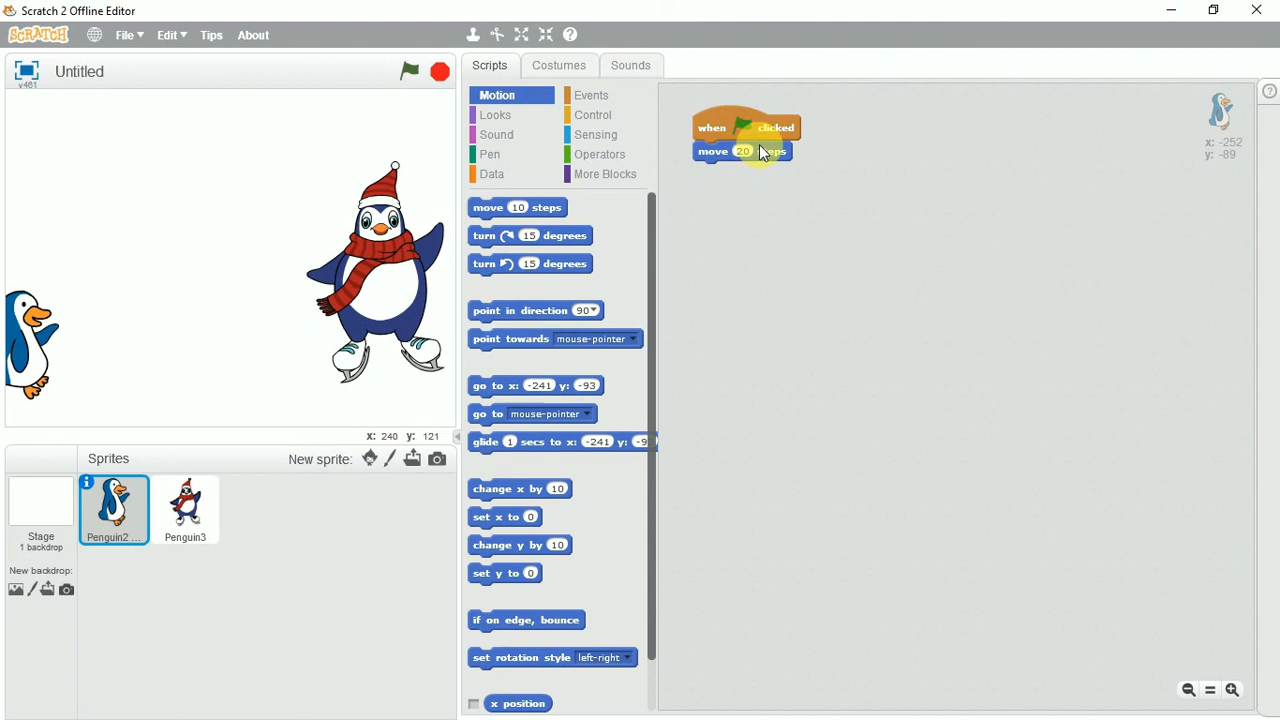 Scratch 2 Offline Editor
SCRATCH File Edit Tips About
Untitled
v461
x: 240 y: 121
Sprites New sprite:
Stage
1 backdrop
Penguin2 ...
Penguin3
New backdrop:
Scripts Costumes Sounds
Motion Events
Looks Control
Sound Sensing
Pen Operators
Data More Blocks
move 10 steps
turn 15 degrees
turn 15 degrees
point in direction 90
point towards mouse-pointer
go to x: -241 y: -93
go to mouse-pointer
glide 1 secs to x: -241 y: -9
change x by 10
set x to 0
change y by 10
set y to 0
if on edge, bounce
set rotation style left-right
x position
when clicked
move 20 steps
x: -252
y: -89